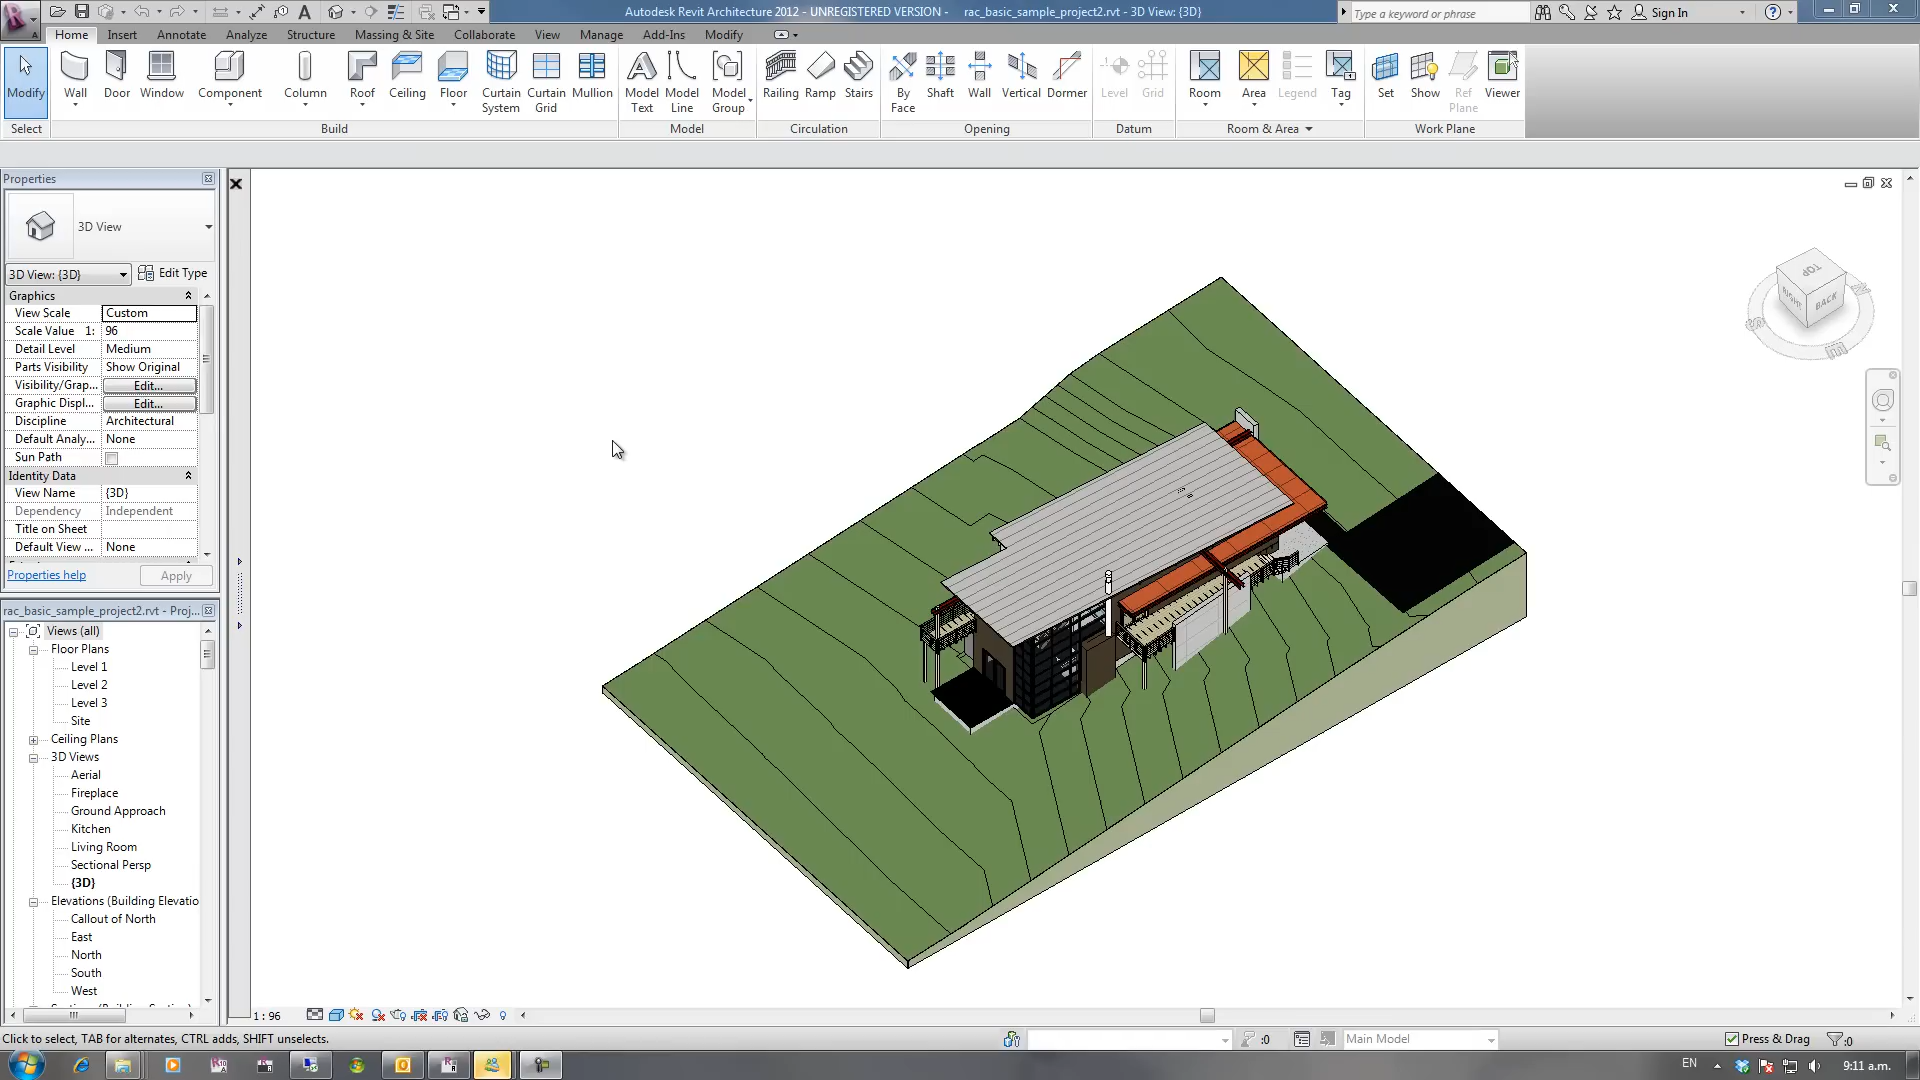 Autodesk Revit Architecture 2012 - UNREGISTERED VERSION - rac_basic_sample_project2.rvt - 3D View: {3D}
Type a keyword or phrase
Sign In
Home Insert Annotate Analyze Structure Massing & Site Collaborate View Manage Add-Ins Modify
Modify Wall Door Window Component Column Roof Ceiling Floor Curtain System Curtain Grid Mullion Model Text Model Line Model Group Railing Ramp Stairs By Face Shaft Wall Vertical Dormer Level Grid Room Area Legend Tag Set Show Ref Plane Viewer
Select Build Model Circulation Opening Datum Room & Area Work Plane
Properties
3D View
3D View: {3D} Edit Type
Graphics
View Scale Custom
Scale Value 1: 96
Detail Level Medium
Parts Visibility Show Original
Visibility/Grap... Edit...
Graphic Displ... Edit...
Discipline Architectural
Default Analy... None
Sun Path
Identity Data
View Name {3D}
Dependency Independent
Title on Sheet
Default View ... None
Properties help Apply
rac_basic_sample_project2.rvt - Proj...
Views (all)
Floor Plans
Level 1
Level 2
Level 3
Site
Ceiling Plans
3D Views
Aerial
Fireplace
Ground Approach
Kitchen
Living Room
Sectional Persp
{3D}
Elevations (Building Elevatio
Callout of North
East
North
South
West
TOP
RIGHT
BACK
S
E
N
1 : 96
Click to select, TAB for alternates, CTRL adds, SHIFT unselects.
:0
Main Model
Press & Drag
:0
EN
9:11 a.m.